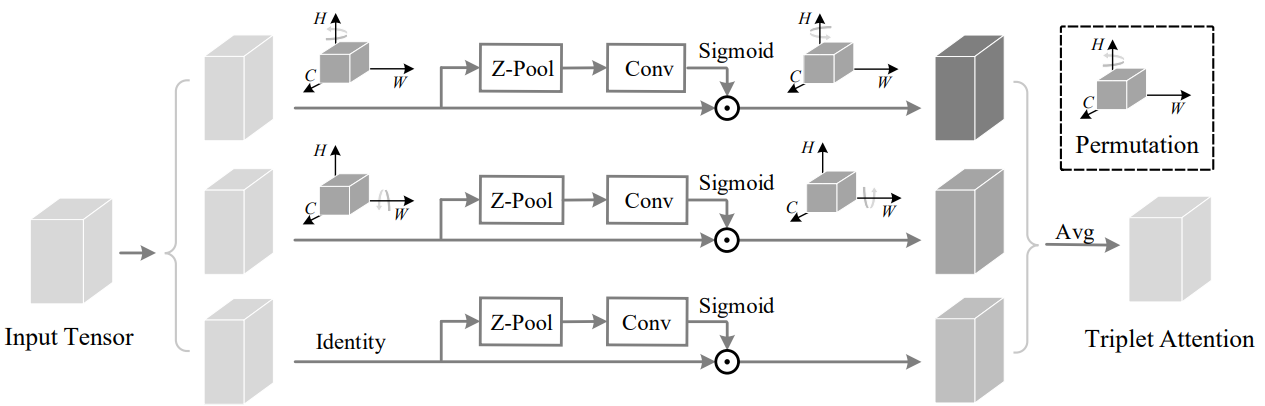 H
C
W
Z-Pool
Conv
Sigmoid
H
C
W
H
C
W
Permutation
H
C
W
Z-Pool
Conv
Sigmoid
H
C
W
Avg
Input Tensor
Identity
Z-Pool
Conv
Sigmoid
Triplet Attention